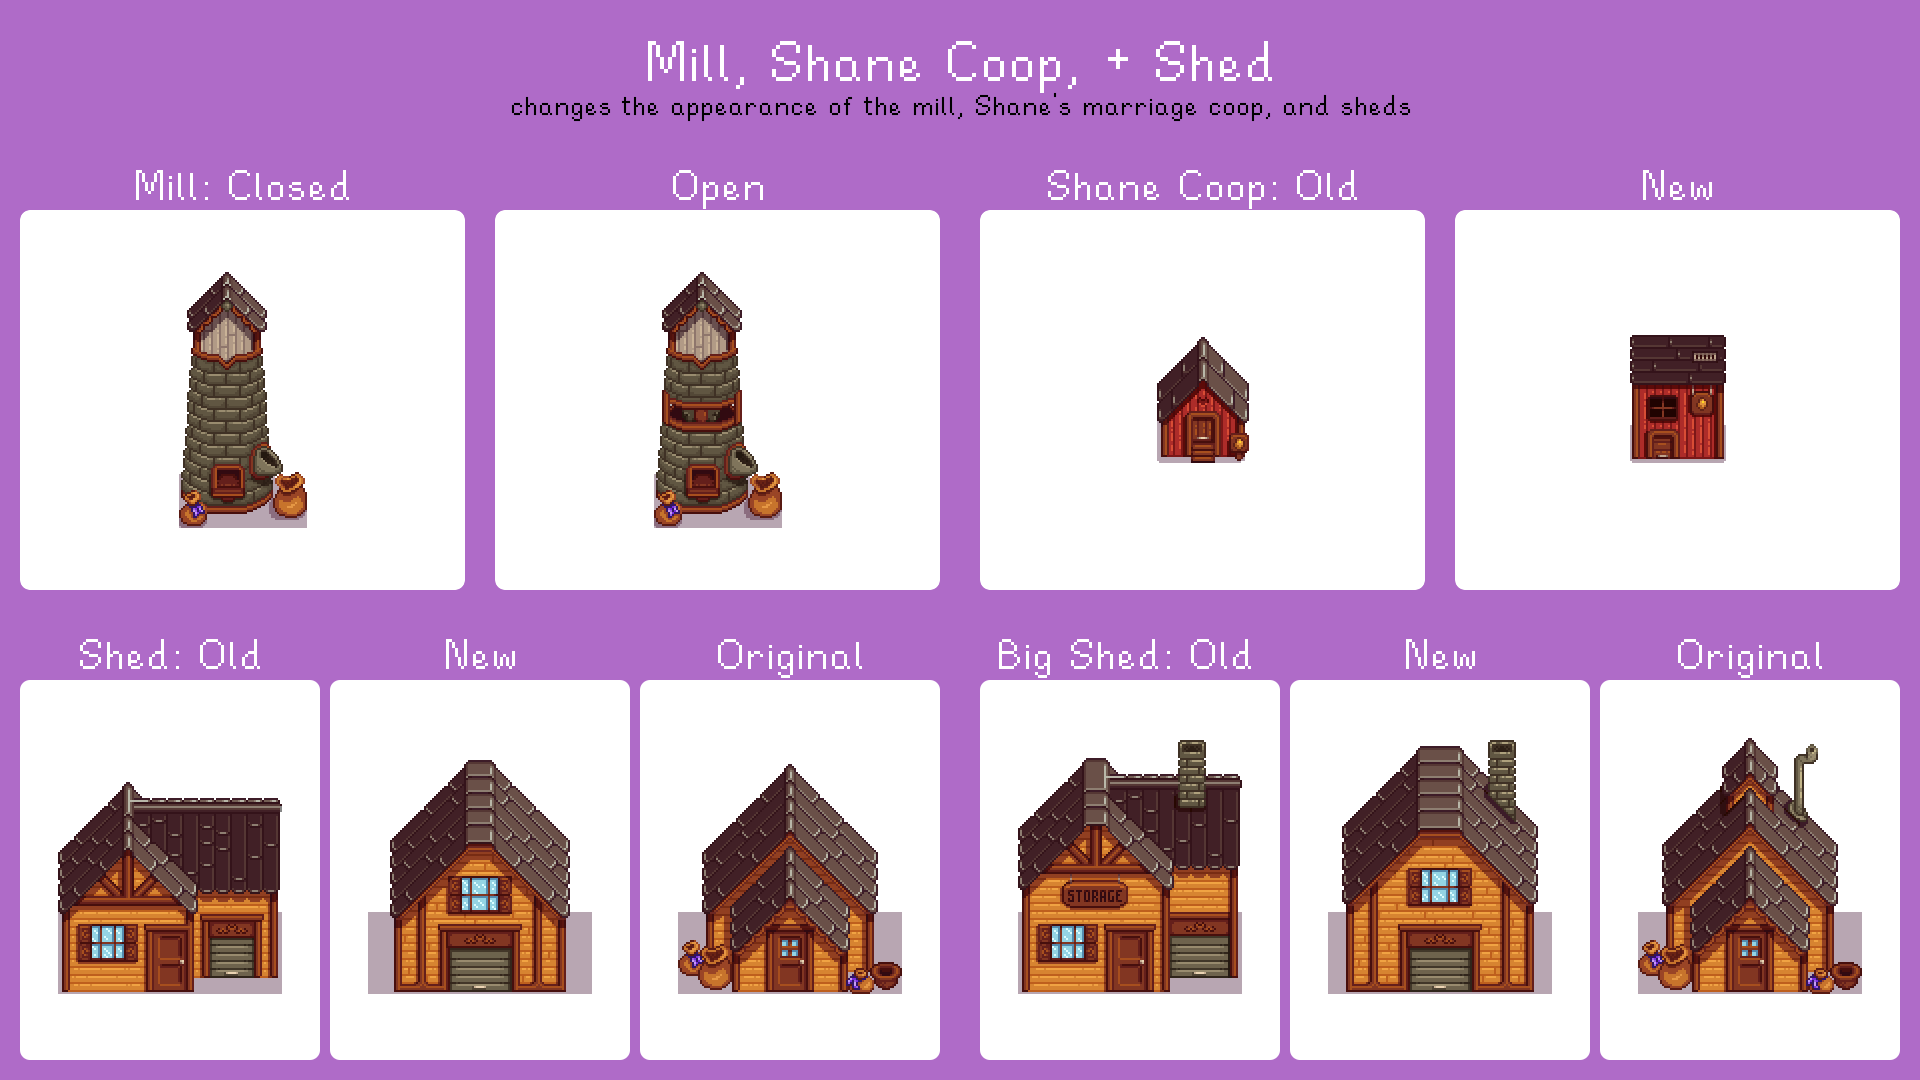 Mill, Shane Coop, + Shed
changes the appearance of the mill, Shane's marriage coop, and sheds
Mill: Closed
Open
Shane Coop: Old
New
Shed: Old
New
Original
Big Shed: Old
New
Original
STORAGE